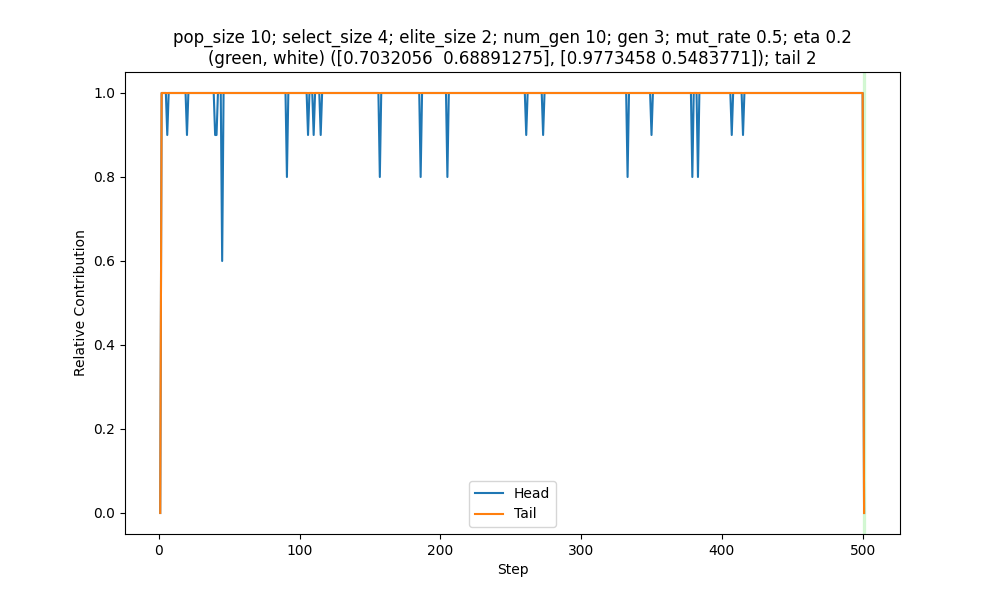 pop_size 10; select_size 4; elite_size 2; num_gen 10; gen 3; mut_rate 0.5; eta 0.2
(green, white) ([0.7032056  0.68891275], [0.9773458 0.5483771]); tail 2
1.0
0.8
0.6
0.4
0.2
0.0
Relative Contribution
Head
Tail
0 100 200 300 400 500
Step